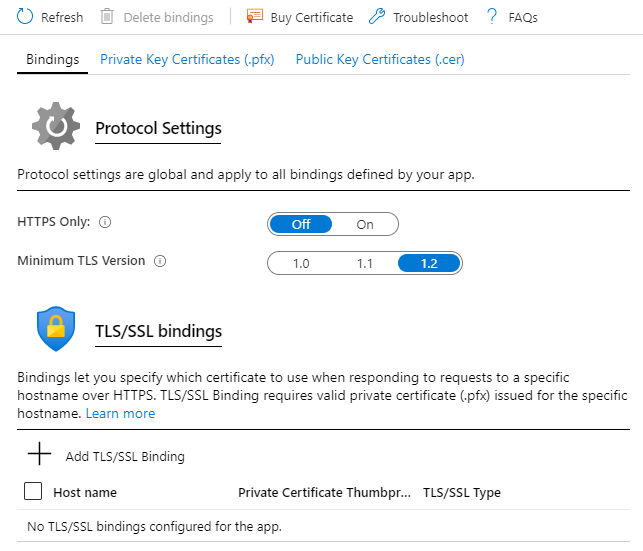 Refresh Delete bindings Buy Certificate Troubleshoot ? FAQs
Bindings Private Key Certificates (.pfx) Public Key Certificates (.cer)
Protocol Settings
Protocol settings are global and apply to all bindings defined by your app.
HTTPS Only: Off On
Minimum TLS Version 1.0 1.1 1.2
TLS/SSL bindings
Bindings let you specify which certificate to use when responding to requests to a specific
hostname over HTTPS. TLS/SSL Binding requires valid private certificate (.pfx) issued for the specific
hostname. Learn more
Add TLS/SSL Binding
Host name Private Certificate Thumbpr... TLS/SSL Type
No TLS/SSL bindings configured for the app.